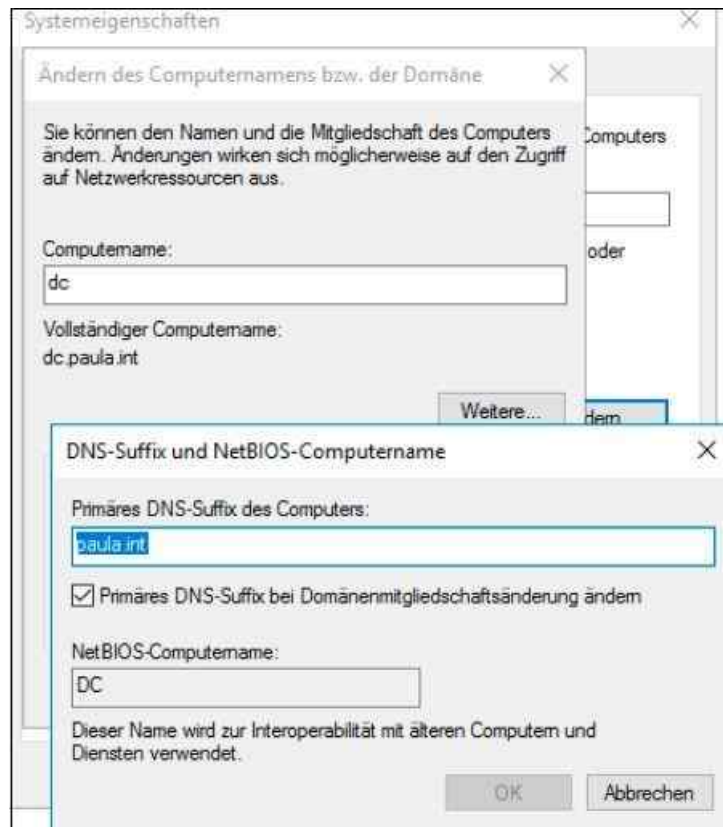 Systemeigenschaften
Ändern des Computernamens bzw. der Domäne
Sie können den Namen und die Mitgliedschaft des Computers
ändern. Änderungen wirken sich möglicherweise auf den Zugriff
auf Netzwerkressourcen aus.
Computers
Computername:
oder
dc
Vollständiger Computername:
dc.paula.int
Weitere...
dern
DNS-Suffix und NetBIOS-Computername
Primäres DNS-Suffix des Computers:
paula.int
Primäres DNS-Suffix bei Domänenmitgliedschaftsänderung ändern
NetBIOS-Computername:
DC
Dieser Name wird zur Interoperabilität mit älteren Computern und
Diensten verwendet.
OK Abbrechen